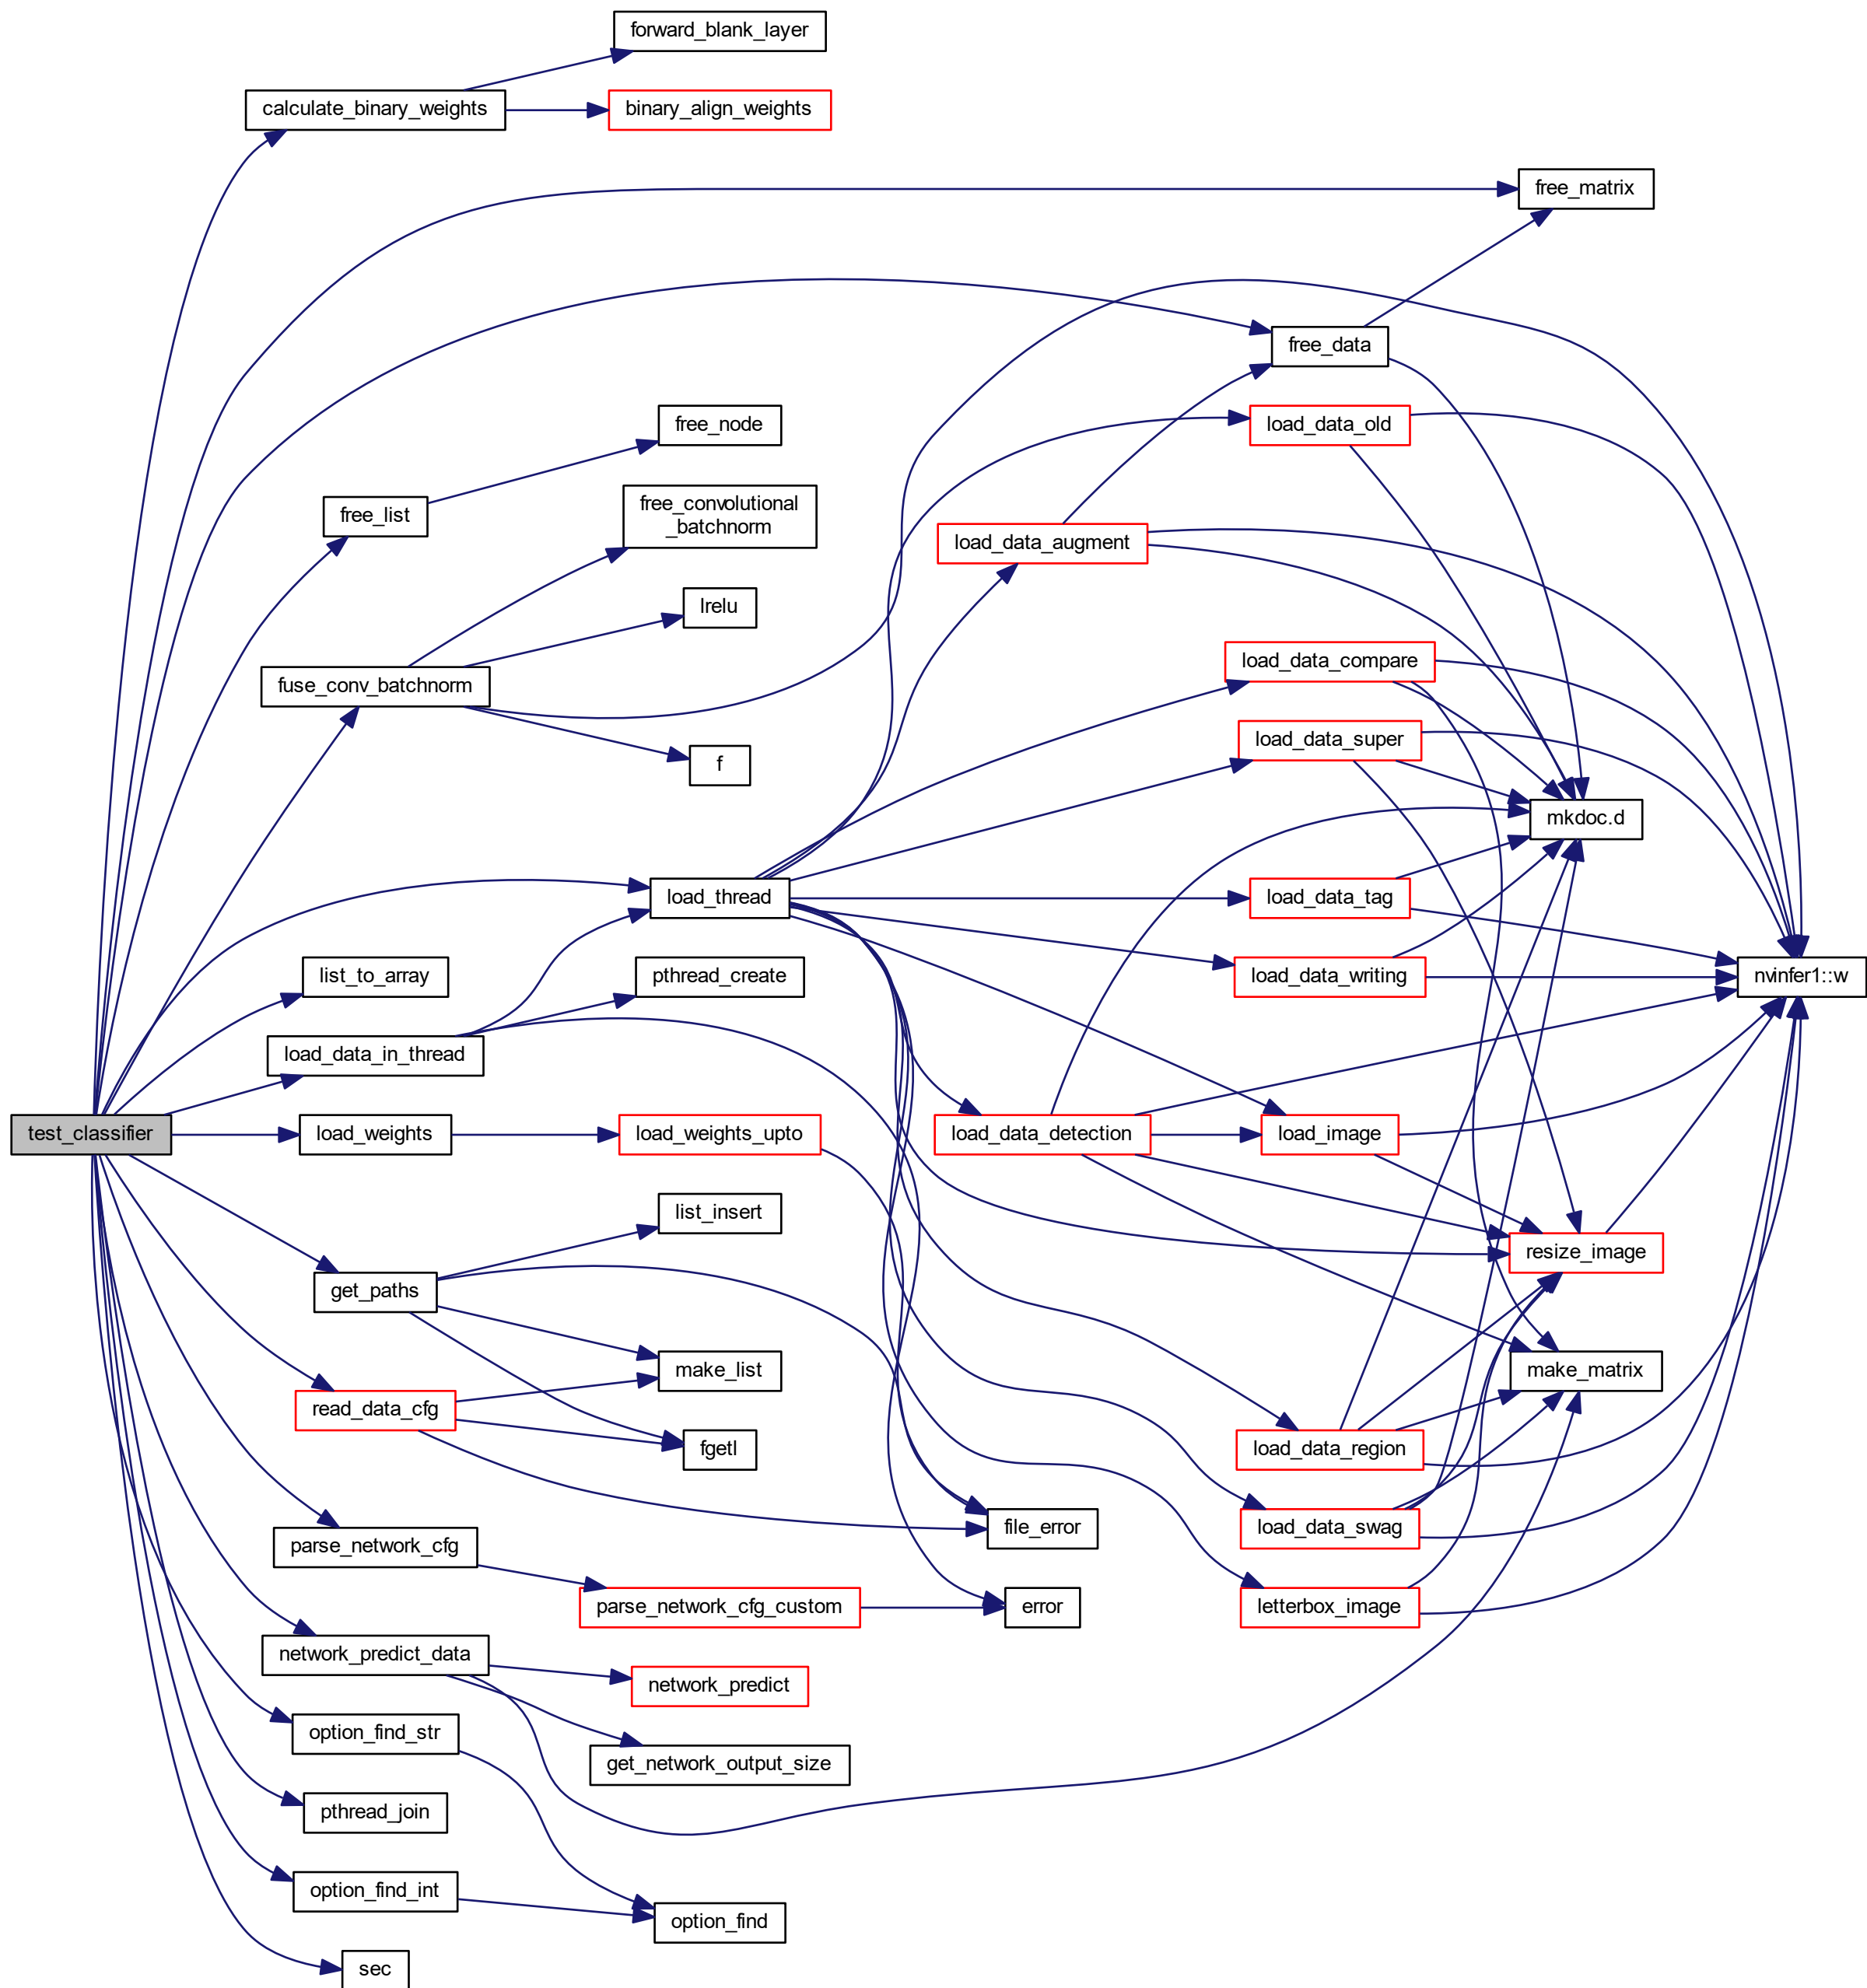 forward_blank_layer
calculate_binary_weights
binary_align_weights
free_matrix
free_data
free_node
load_data_old
free_list
free_convolutional
_batchnorm
load_data_augment
lrelu
load_data_compare
fuse_conv_batchnorm
load_data_super
f
mkdoc.d
load_thread
load_data_tag
list_to_array
pthread_create
load_data_writing
nvinfer1::w
load_data_in_thread
test_classifier
load_weights
load_weights_upto
load_data_detection
load_image
list_insert
resize_image
get_paths
make_list
make_matrix
read_data_cfg
fgetl
load_data_region
file_error
load_data_swag
parse_network_cfg
parse_network_cfg_custom
error
letterbox_image
network_predict_data
network_predict
option_find_str
get_network_output_size
pthread_join
option_find_int
option_find
sec